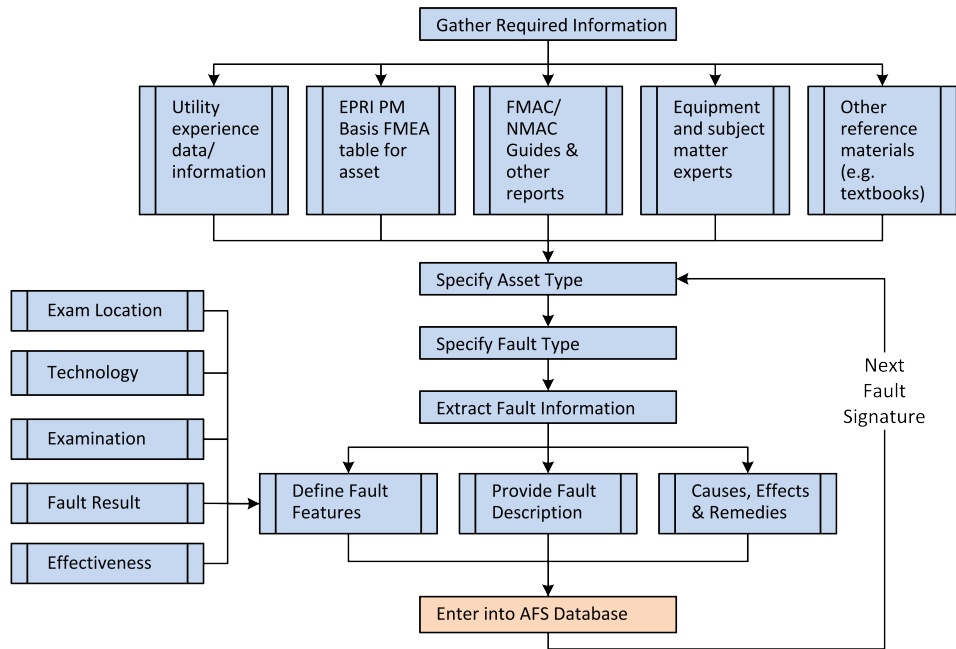 Gather Required Information
Utility
experience
data/
information
EPRI PM
Basis FMEA
table for
asset
FMAC/
NMAC
Guides &
other
reports
Equipment
and subject
matter
experts
Other
reference
materials
(e.g.
textbooks)
Specify Asset Type
Specify Fault Type
Extract Fault Information
Exam Location
Technology
Examination
Fault Result
Effectiveness
Define Fault
Features
Provide Fault
Description
Causes, Effects
& Remedies
Enter into AFS Database
Next
Fault
Signature